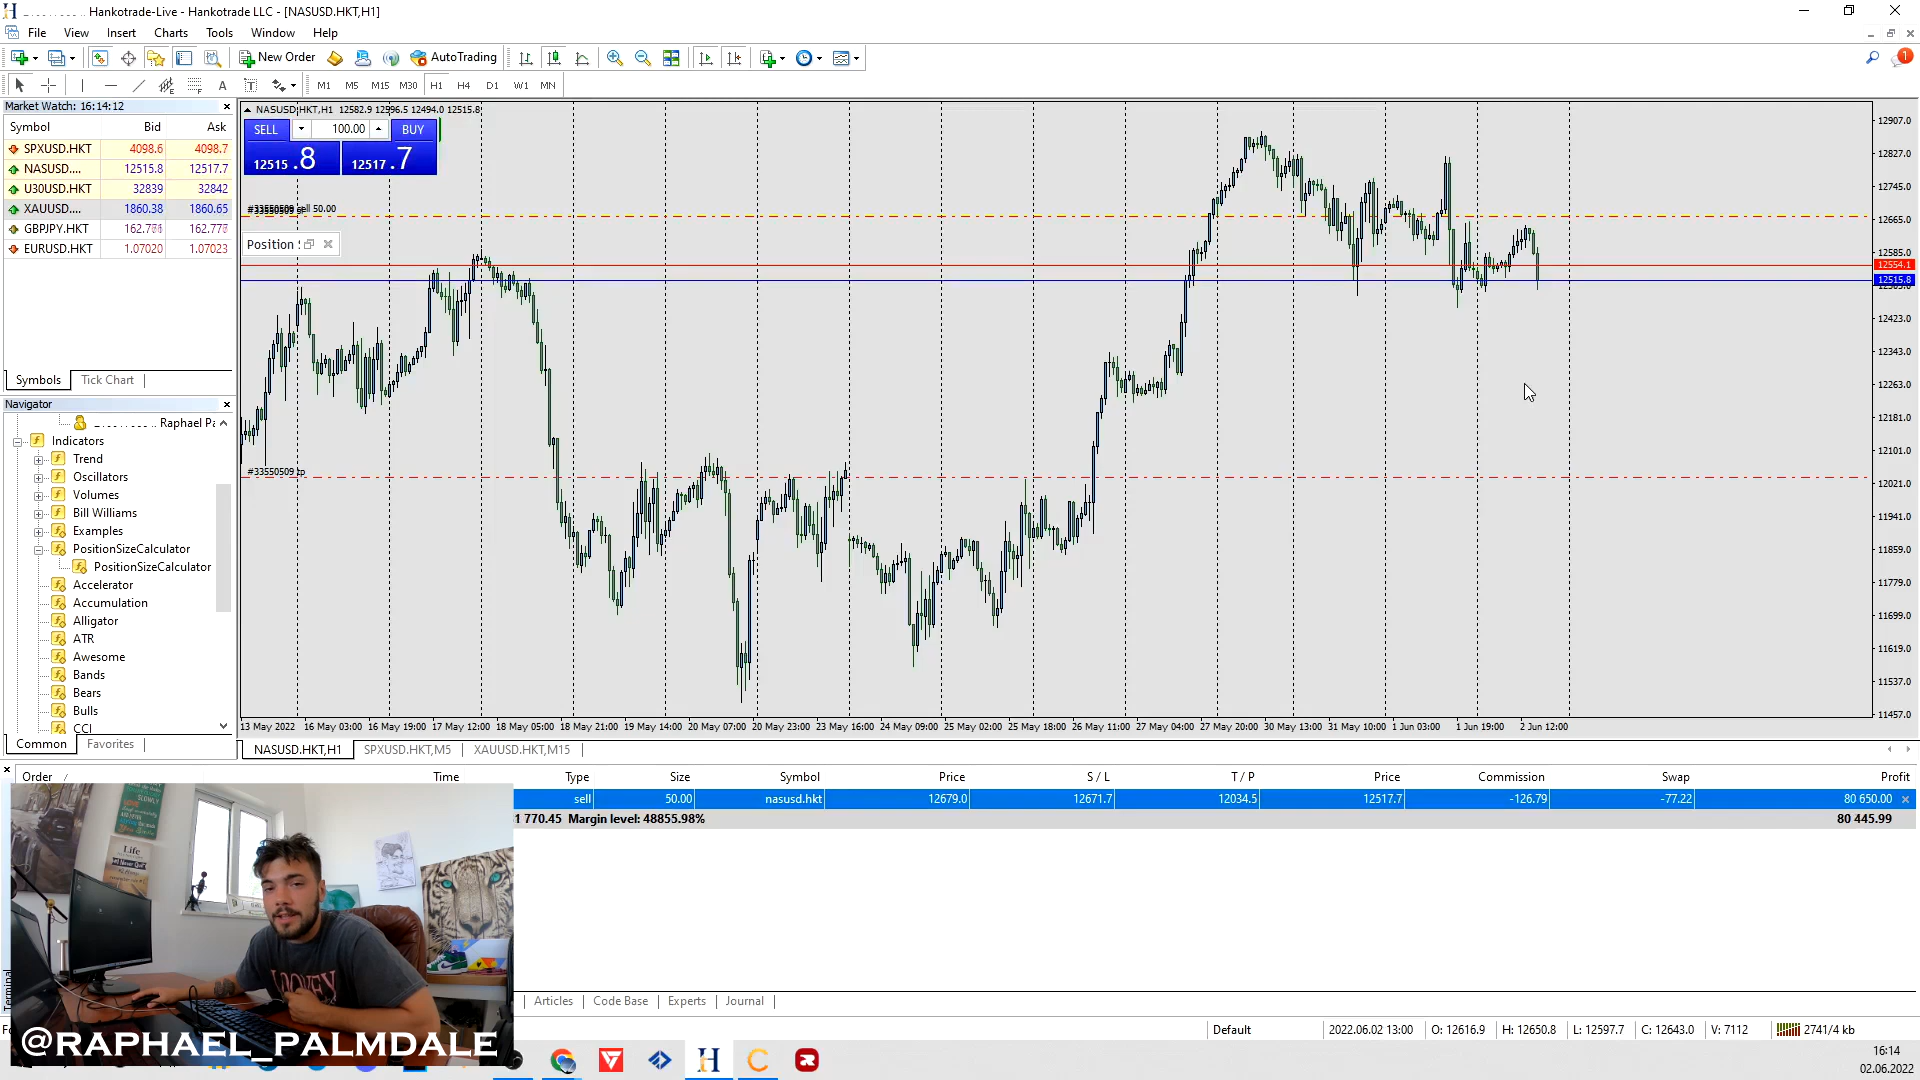 Hankotrade-Live - Hankotrade LLC - [NASUSD.HKT,H1]
File View Insert Charts Tools Window Help
New Order AutoTrading
A T M1 M5 M15 M30 H1 H4 D1 W1 MN
Market Watch: 16:14:12
Symbol Bid Ask
SPXUSD.HKT 4098.6 4098.7
NASUSD.... 12515.8 12517.7
U30USD.HKT 32839 32842
XAUUSD.... 1860.38 1860.65
GBPJPY.HKT
EURUSD.HKT 1.07020 1.07023
Symbols Tick Chart
Navigator
Raphael
Indicators
Trend
Oscillators
Volumes
Bill Williams
Examples
PositionSizeCalculator
PositionSizeCalculator
Accelerator
Accumulation
Alligator
ATR
Awesome
Bands
Bears
Bulls
CCI
Common Favorites
NASUSD.HKT,H1 12582.9 12596.5 12494.0 12515.8
SELL 100.00 BUY
12515.8 12517.7
#33550509 sell 50.00
Position
#33550509 tp
12907.0
12827.0
12745.0
12665.0
12585.0
12554.1
12515.8
12423.0
12343.0
12263.0
12181.0
12101.0
12021.0
11941.0
11859.0
11779.0
11699.0
11619.0
11537.0
11457.0
13 May 2022 16 May 03:00 16 May 19:00 17 May 12:00 18 May 05:00 18 May 21:00 19 May 14:00 20 May 07:00 20 May 23:00 23 May 16:00 24 May 09:00 25 May 02:00 25 May 18:00 26 May 11:00 27 May 04:00 27 May 20:00 30 May 13:00 31 May 10:00 1 Jun 03:00 1 Jun 19:00 2 Jun 12:00
NASUSD.HKT,H1 SPXUSD.HKT,M5 XAUUSD.HKT,M15
Order / Time Type Size Symbol Price S / L T / P Price Commission Swap Profit
sell 50.00 nasusd.hkt 12679.0 12671.7 12034.5 12517.7 -126.79 -77.22 80 650.00
1 770.45 Margin level: 48855.98% 80 445.99
Articles Code Base Experts Journal
Terminal
@RAPHAEL_PALMDALE
Default 2022.06.02 13:00 O: 12616.9 H: 12650.8 L: 12597.7 C: 12643.0 V: 7112 2741/4 kb
16:14
02.06.2022